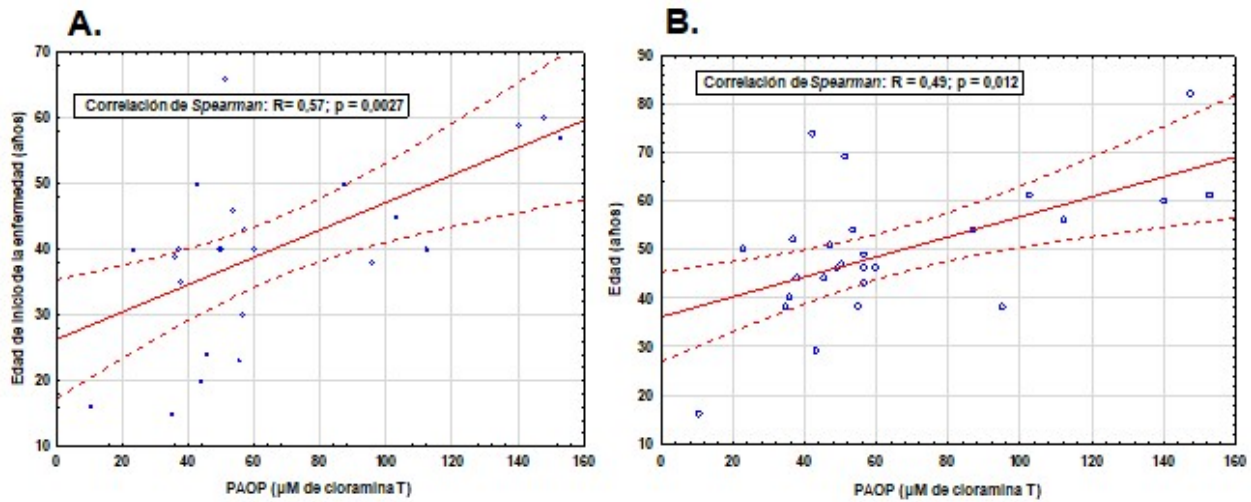 A.
Correlación de Spearman: R= 0,57; p = 0,0027
Edad de inicio de la enfermedad (años)
70
60
50
40
30
20
10
0 20 40 60 80 100 120 140 160
PAOP (µM de cloramina T)
B.
Correlación de Spearman: R = 0,49; p = 0,012
Edad (años)
90
80
70
60
50
40
30
20
10
0 20 40 60 80 100 120 140 160
PAOP (µM de cloramina T)